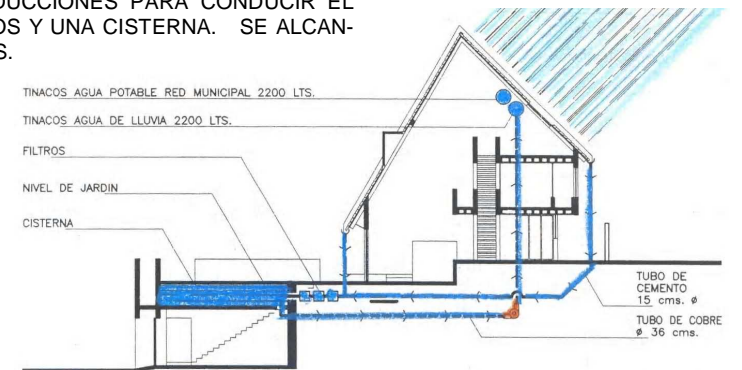 DUCCIONES PARA CONDUCIR EL
OS Y UNA CISTERNA. SE ALCAN-
S.
TINACOS AGUA POTABLE RED MUNICIPAL 2200 LTS.
TINACOS AGUA DE LLUVIA 2200 LTS.
FILTROS
NIVEL DE JARDIN
CISTERNA
TUBO DE
CEMENTO
15 cms. ø
TUBO DE COBRE
ø 36 cms.